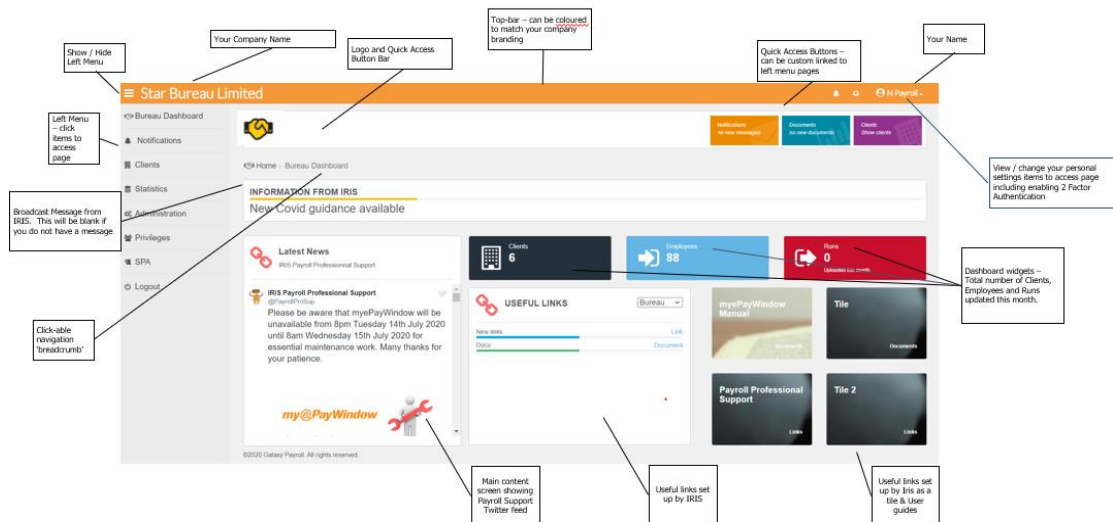 Top-bar – can be coloured
to match your company
branding
Your Company Name
Show / Hide
Left Menu
Logo and Quick Access
Button Bar
Quick Access Buttons –
can be custom linked to
left menu pages
Your Name
Star Bureau Limited
N Payroll
Left Menu
– click
items to
access
page
Bureau Dashboard
Notifications
Clients
Statistics
Administration
Privileges
SPA
Logout
Notifications
no new messages
Documents
no new documents
Clients
Show clients
Home › Bureau Dashboard
View / change your personal
settings items to access page
including enabling 2 Factor
Authentication
Broadcast Message from
IRIS. This will be blank if
you do not have a message
INFORMATION FROM IRIS
New Covid guidance available
Latest News
IRIS Payroll Professionnal Support
Clients
6
Employees
88
Runs
0
Uploaded this month
Dashboard widgets –
Total number of Clients,
Employees and Runs
updated this month.
IRIS Payroll Professional Support
@PayrollProSup
Please be aware that myePayWindow will be
unavailable from 8pm Tuesday 14th July 2020
until 8am Wednesday 15th July 2020 for
essential maintenance work. Many thanks for
your patience.
my@PayWindow
USEFUL LINKS
Bureau
New links
Link
Docu
Document
myePayWindow
Manual
Documents
Tile
Documents
Payroll Professional
Support
Links
Tile 2
Links
Click-able
navigation
'breadcrumb'
©2020 Galaxy Payroll. All rights reserved.
Main content
screen showing
Payroll Support
Twitter feed
Useful links set
up by IRIS
Useful links set
up by Iris as a
tile & User
guides